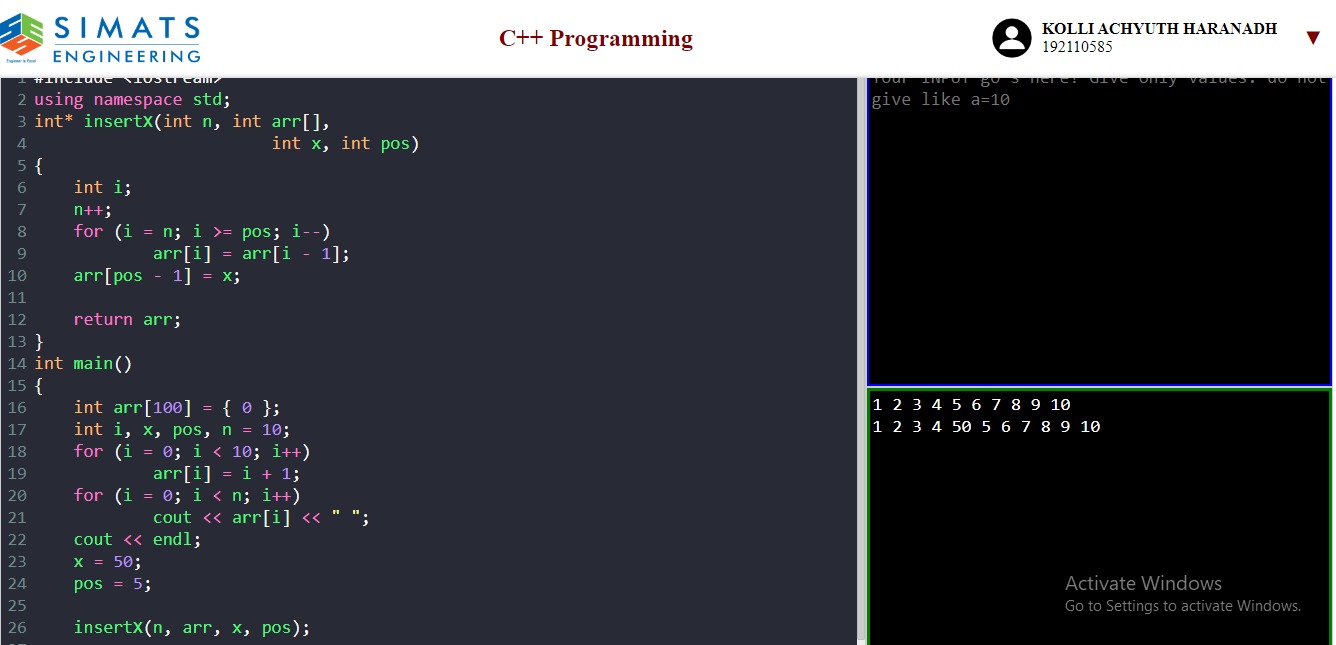 SIMATS
ENGINEERING
C++ Programming
KOLLI ACHYUTH HARANADH
192110585
1 #include <iostream>
2 using namespace std;
3 int* insertX(int n, int arr[],
4 int x, int pos)
5 {
6 int i;
7 n++;
8 for (i = n; i >= pos; i--)
9 arr[i] = arr[i - 1];
10 arr[pos - 1] = x;
11
12 return arr;
13 }
14 int main()
15 {
16 int arr[100] = { 0 };
17 int i, x, pos, n = 10;
18 for (i = 0; i < 10; i++)
19 arr[i] = i + 1;
20 for (i = 0; i < n; i++)
21 cout << arr[i] << " ";
22 cout << endl;
23 x = 50;
24 pos = 5;
25
26 insertX(n, arr, x, pos);
Your INPUT go's here! Give only values. do not
give like a=10
1 2 3 4 5 6 7 8 9 10
1 2 3 4 50 5 6 7 8 9 10
Activate Windows
Go to Settings to activate Windows.